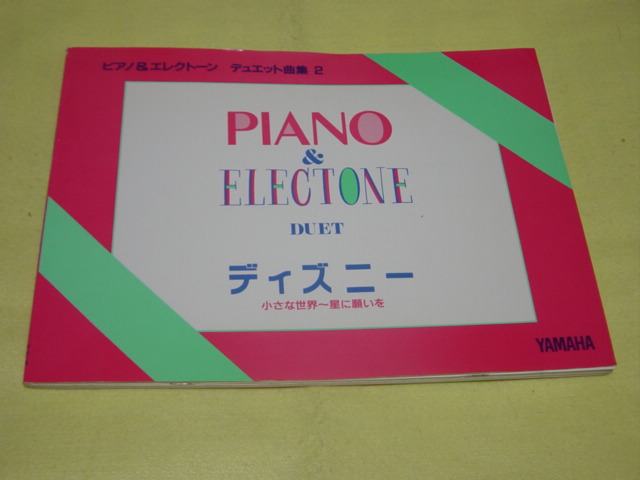 ピアノ&エレクトーン デュエット曲集 2
PIANO
&
ELECTONE
DUET
ディズニー
小さな世界〜星に願いを
YAMAHA